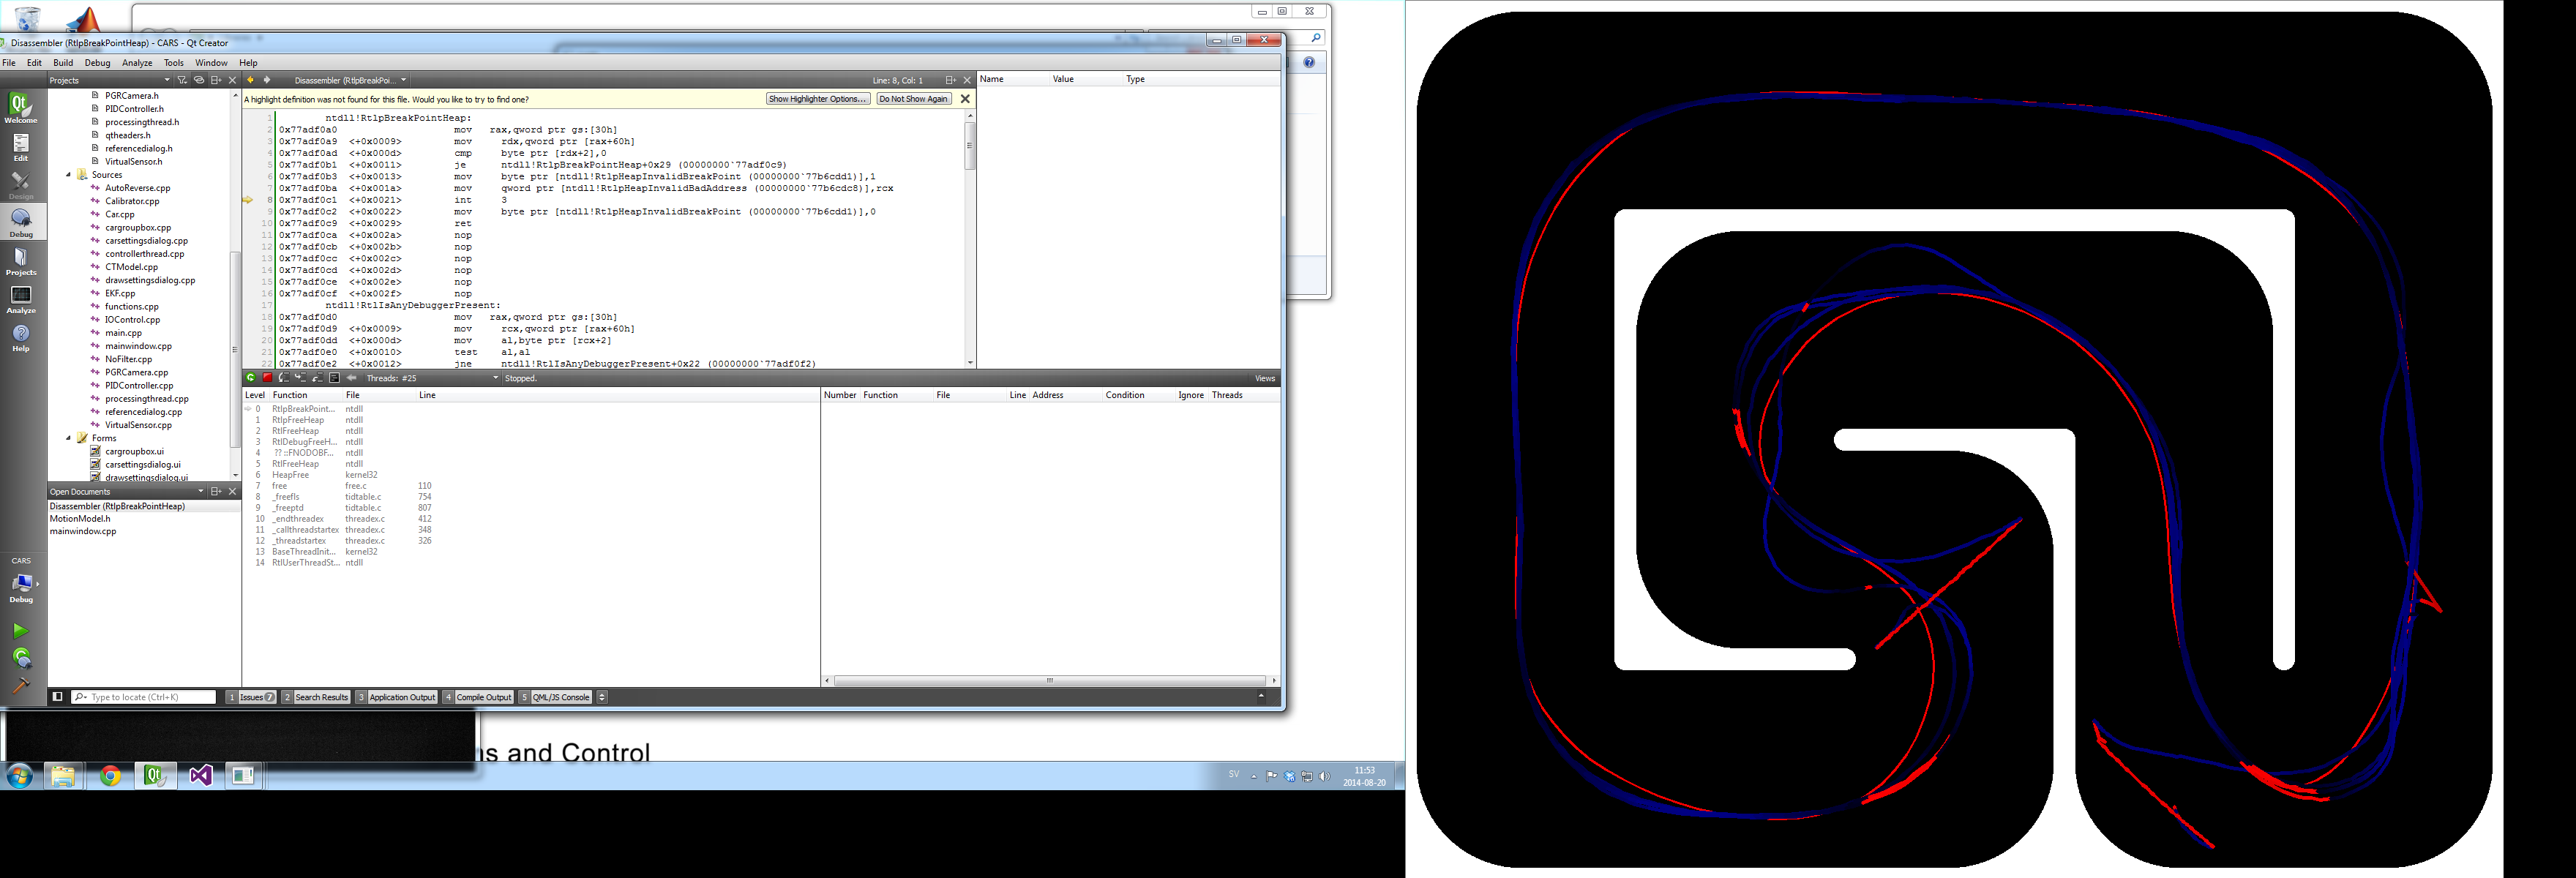 Disassembler (RtlpBreakPointHeap) - CARS - Qt Creator
File Edit Build Debug Analyze Tools Window Help
Projects
Disassembler (RtlpBreakPoi...
Line: 8, Col: 1
Name Value Type
A highlight definition was not found for this file. Would you like to try to find one?
Show Highlighter Options...
Do Not Show Again
Welcome
Edit
Design
Debug
Projects
Analyze
Help
PGRCamera.h
PIDController.h
processingthread.h
qtheaders.h
referencedialog.h
VirtualSensor.h
Sources
AutoReverse.cpp
Calibrator.cpp
Car.cpp
cargroupbox.cpp
carsettingsdialog.cpp
controllerthread.cpp
CTModel.cpp
drawsettingsdialog.cpp
EKF.cpp
functions.cpp
IOControl.cpp
main.cpp
mainwindow.cpp
NoFilter.cpp
PGRCamera.cpp
PIDController.cpp
processingthread.cpp
referencedialog.cpp
VirtualSensor.cpp
Forms
cargroupbox.ui
carsettingsdialog.ui
drawsettingsdialog.ui
1 ntdll!RtlpBreakPointHeap:
2 0x77adf0a0 mov rax,qword ptr gs:[30h]
3 0x77adf0a9 <+0x0009> mov rdx,qword ptr [rax+60h]
4 0x77adf0ad <+0x000d> cmp byte ptr [rdx+2],0
5 0x77adf0b1 <+0x0011> je ntdll!RtlpBreakPointHeap+0x29 (00000000`77adf0c9)
6 0x77adf0b3 <+0x0013> mov byte ptr [ntdll!RtlpHeapInvalidBreakPoint (00000000`77b6cdd1)],1
7 0x77adf0ba <+0x001a> mov qword ptr [ntdll!RtlpHeapInvalidBadAddress (00000000`77b6cdc8)],rcx
8 0x77adf0c1 <+0x0021> int 3
9 0x77adf0c2 <+0x0022> mov byte ptr [ntdll!RtlpHeapInvalidBreakPoint (00000000`77b6cdd1)],0
10 0x77adf0c9 <+0x0029> ret
11 0x77adf0ca <+0x002a> nop
12 0x77adf0cb <+0x002b> nop
13 0x77adf0cc <+0x002c> nop
14 0x77adf0cd <+0x002d> nop
15 0x77adf0ce <+0x002e> nop
16 0x77adf0cf <+0x002f> nop
17 ntdll!RtlIsAnyDebuggerPresent:
18 0x77adf0d0 mov rax,qword ptr gs:[30h]
19 0x77adf0d9 <+0x0009> mov rcx,qword ptr [rax+60h]
20 0x77adf0dd <+0x000d> mov al,byte ptr [rcx+2]
21 0x77adf0e0 <+0x0010> test al,al
22 0x77adf0e2 <+0x0012> jne ntdll!RtlIsAnyDebuggerPresent+0x22 (00000000`77adf0f2)
Threads: #25
Stopped.
Views
Level Function File Line
0 RtlpBreakPoint... ntdll
1 RtlpFreeHeap ntdll
2 RtlFreeHeap ntdll
3 RtlDebugFreeH... ntdll
4 ?? ::FNODOBF... ntdll
5 RtlFreeHeap ntdll
6 HeapFree kernel32
7 free free.c 110
8 _freefls tidtable.c 754
9 _freeptd tidtable.c 807
10 _endthreadex threadex.c 412
11 _callthreadstartex threadex.c 348
12 _threadstartex threadex.c 326
13 BaseThreadInit... kernel32
14 RtlUserThreadSt... ntdll
Number Function File Line Address Condition Ignore Threads
Open Documents
Disassembler (RtlpBreakPointHeap)
MotionModel.h
mainwindow.cpp
CARS
Debug
Type to locate (Ctrl+K)
1 Issues 7 2 Search Results 3 Application Output 4 Compile Output 5 QML/JS Console
s and Control
SV
11:53
2014-08-20